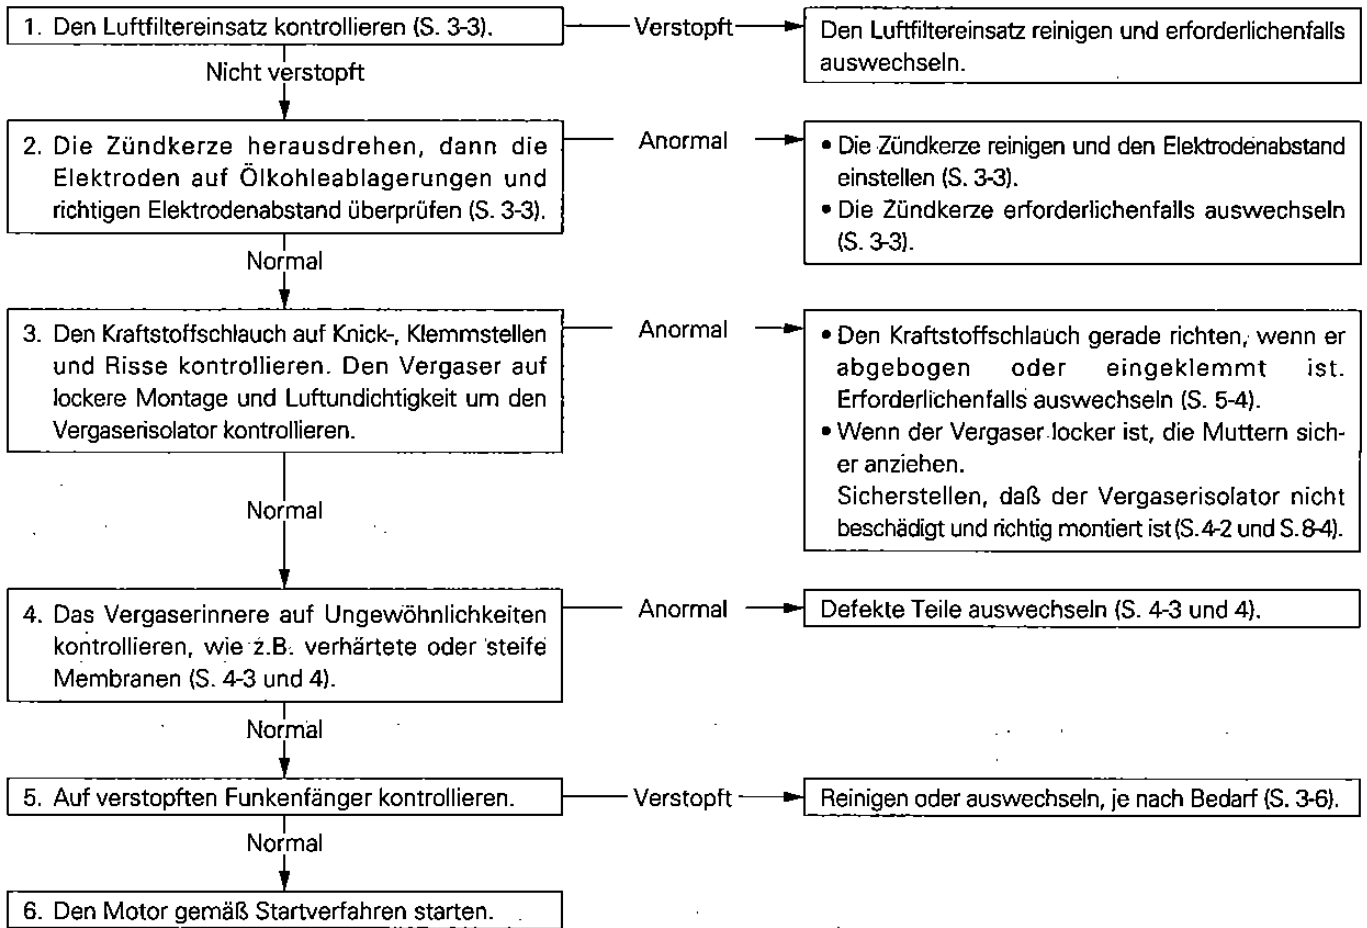 1. Den Luftfiltereinsatz kontrollieren (S. 3-3).
Verstopft
Den Luftfiltereinsatz reinigen und erforderlichenfalls
auswechseln.
Nicht verstopft
2. Die Zündkerze herausdrehen, dann die
Elektroden auf Ölkohleablagerungen und
richtigen Elektrodenabstand überprüfen (S. 3-3).
Anormal
• Die Zündkerze reinigen und den Elektrodenabstand
einstellen (S. 3-3).
• Die Zündkerze erforderlichenfalls auswechseln
(S. 3-3).
Normal
3. Den Kraftstoffschlauch auf Knick-, Klemmstellen
und Risse kontrollieren. Den Vergaser auf
lockere Montage und Luftundichtigkeit um den
Vergaserisolator kontrollieren.
Anormal
• Den Kraftstoffschlauch gerade richten, wenn er
abgebogen oder eingeklemmt ist.
Erforderlichenfalls auswechseln (S. 5-4).
• Wenn der Vergaser locker ist, die Muttern sich-
er anziehen.
Sicherstellen, daß der Vergaserisolator nicht
beschädigt und richtig montiert ist (S. 4-2 und S. 8-4).
Normal
4. Das Vergaserinnere auf Ungewöhnlichkeiten
kontrollieren, wie z.B. verhärtete oder steife
Membranen (S. 4-3 und 4).
Anormal
Defekte Teile auswechseln (S. 4-3 und 4).
Normal
5. Auf verstopften Funkenfänger kontrollieren.
Verstopft
Reinigen oder auswechseln, je nach Bedarf (S. 3-6).
Normal
6. Den Motor gemäß Startverfahren starten.